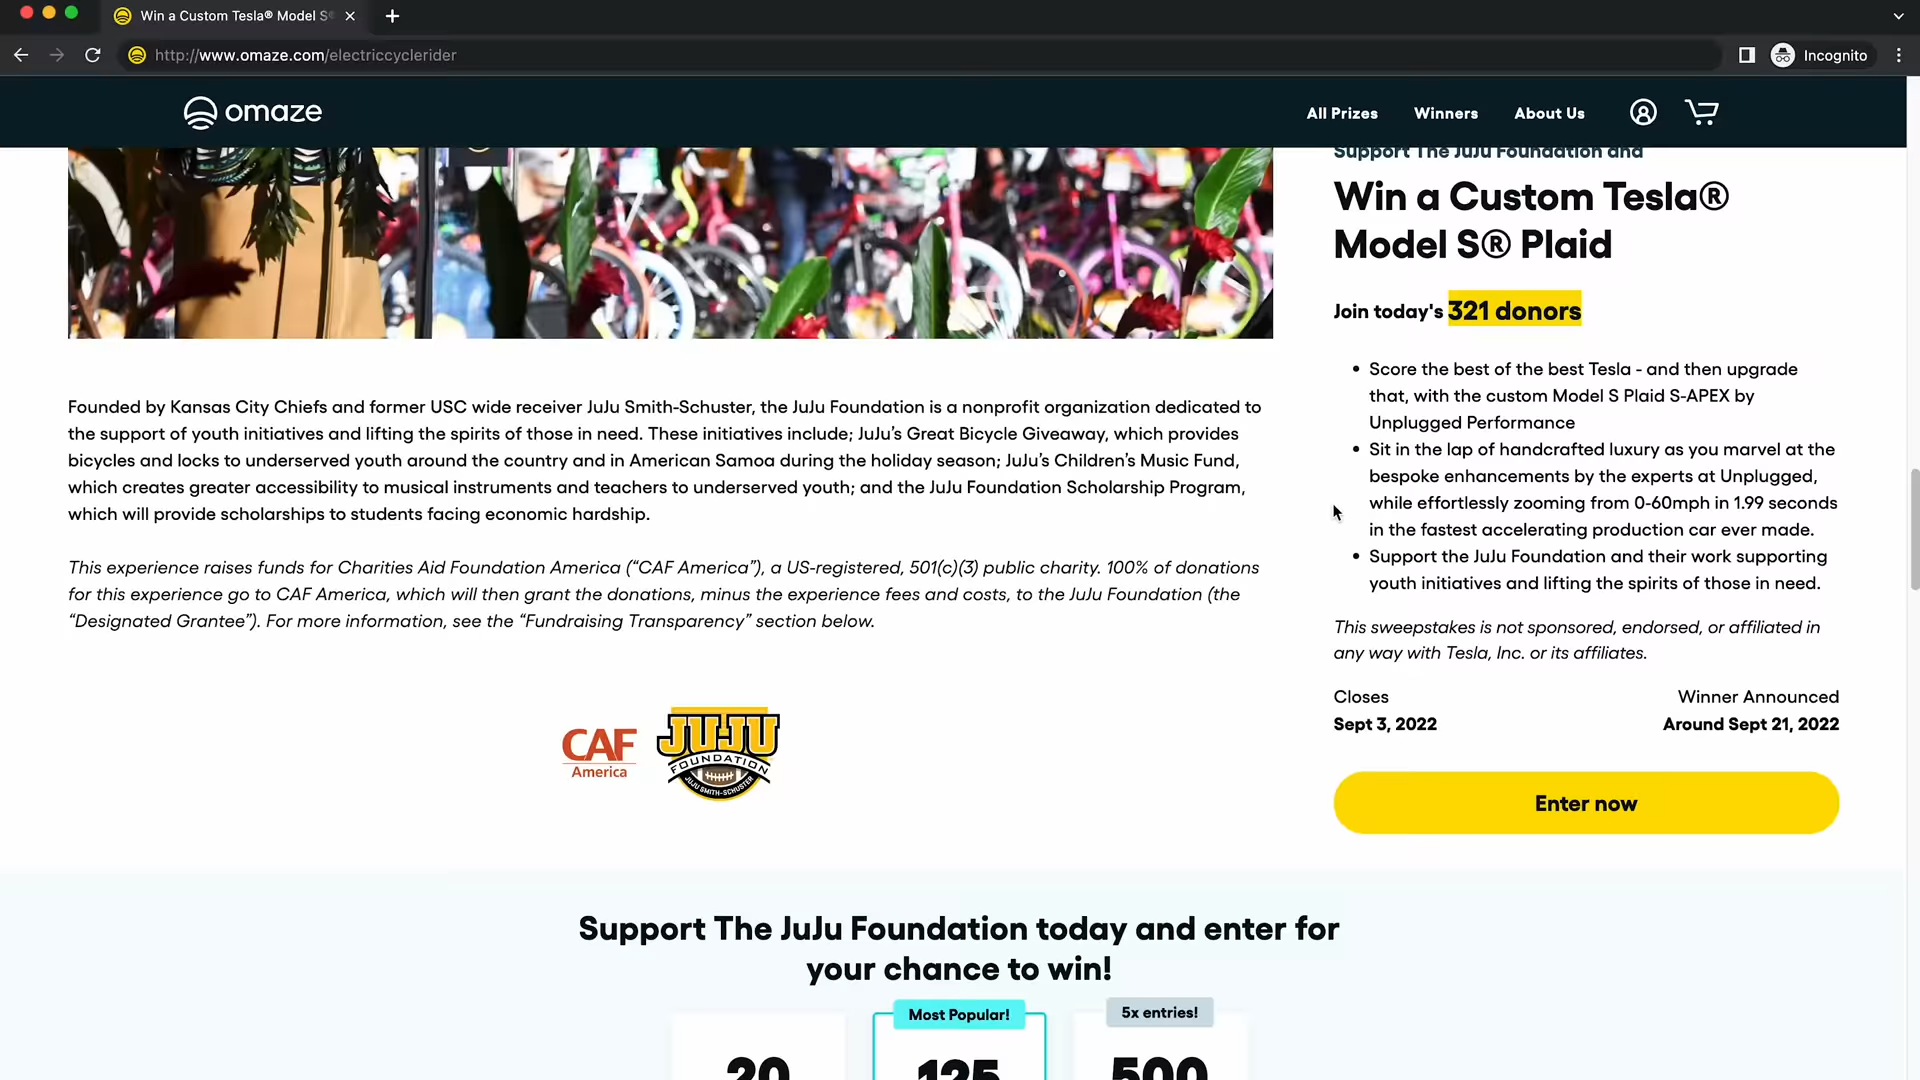 Win a Custom Tesla® Model S®
http://www.omaze.com/electriccyclerider
Incognito
omaze
All Prizes
Winners
About Us
Support The JuJu Foundation and
Win a Custom Tesla®
Model S® Plaid
Join today's 321 donors
• Score the best of the best Tesla - and then upgrade
that, with the custom Model S Plaid S-APEX by
Unplugged Performance
• Sit in the lap of handcrafted luxury as you marvel at the
bespoke enhancements by the experts at Unplugged,
while effortlessly zooming from 0-60mph in 1.99 seconds
in the fastest accelerating production car ever made.
• Support the JuJu Foundation and their work supporting
youth initiatives and lifting the spirits of those in need.
This sweepstakes is not sponsored, endorsed, or affiliated in
any way with Tesla, Inc. or its affiliates.
Closes
Sept 3, 2022
Winner Announced
Around Sept 21, 2022
Enter now
Founded by Kansas City Chiefs and former USC wide receiver JuJu Smith-Schuster, the JuJu Foundation is a nonprofit organization dedicated to
the support of youth initiatives and lifting the spirits of those in need. These initiatives include; JuJu's Great Bicycle Giveaway, which provides
bicycles and locks to underserved youth around the country and in American Samoa during the holiday season; JuJu's Children's Music Fund,
which creates greater accessibility to musical instruments and teachers to underserved youth; and the JuJu Foundation Scholarship Program,
which will provide scholarships to students facing economic hardship.
This experience raises funds for Charities Aid Foundation America (“CAF America”), a US-registered, 501(c)(3) public charity. 100% of donations
for this experience go to CAF America, which will then grant the donations, minus the experience fees and costs, to the JuJu Foundation (the
“Designated Grantee”). For more information, see the “Fundraising Transparency” section below.
CAF
America
JUJU
FOUNDATION
JUJU SMITH-SCHUSTER
Support The JuJu Foundation today and enter for
your chance to win!
Most Popular!
5x entries!
20
125
500